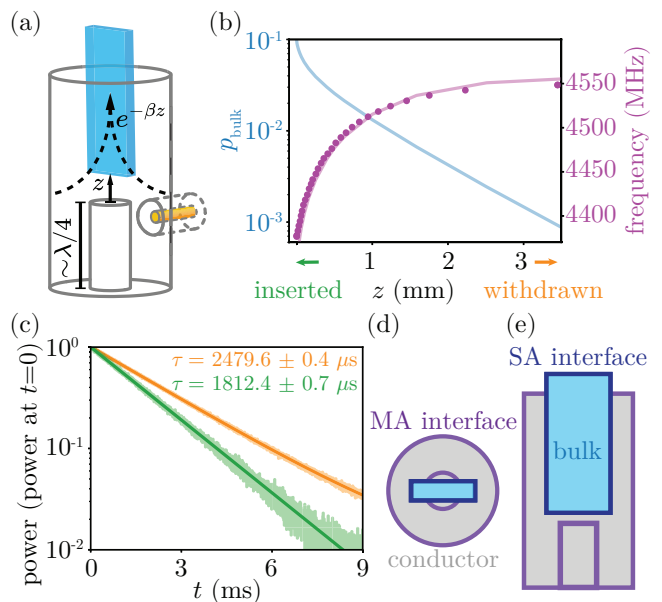 (a)
e^{−βz}
z
~λ/4
(b)
10^{-1}
10^{-2}
10^{-3}
p_{bulk}
4550
4500
4450
4400
frequency (MHz)
1
2
3
inserted
z (mm)
withdrawn
(c)
10^0
10^{-1}
10^{-2}
power (power at t=0)
τ = 2479.6 ± 0.4 μs
τ = 1812.4 ± 0.7 μs
0
3
6
9
t (ms)
(d)
MA interface
conductor
(e)
SA interface
bulk